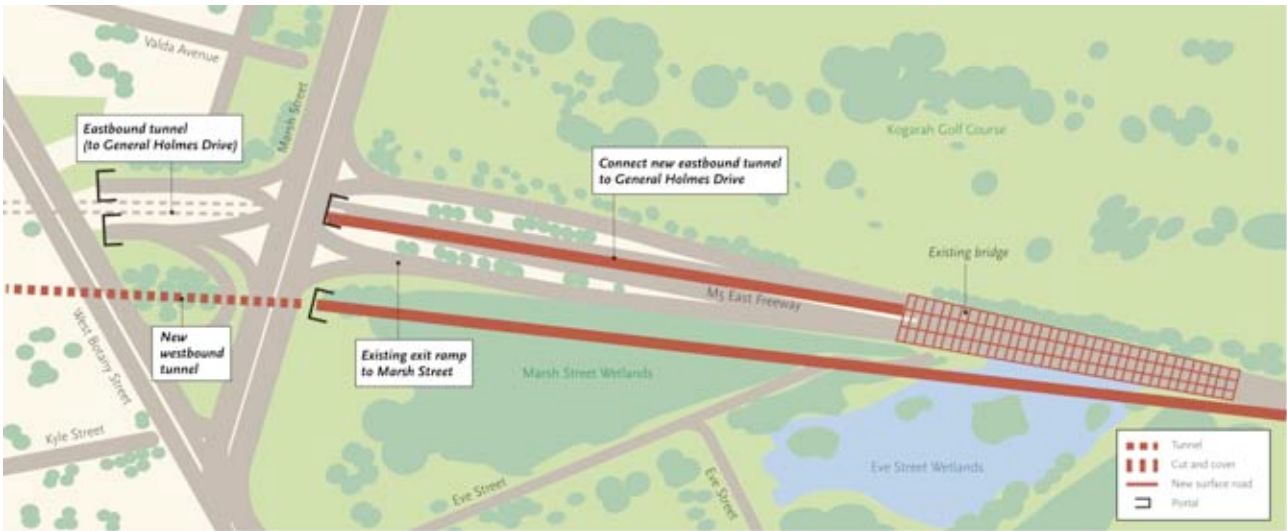 Valda Avenue
Marsh Street
Kogarah Golf Course
Eastbound tunnel
(to General Holmes Drive)
Connect new eastbound tunnel
to General Holmes Drive
Existing bridge
M5 East Freeway
New
westbound
tunnel
Existing exit ramp
to Marsh Street
Marsh Street Wetlands
West Botany Street
Kyle Street
Eve Street
Eve Street
Eve Street Wetlands
Tunnel
Cut and cover
New surface road
Portal